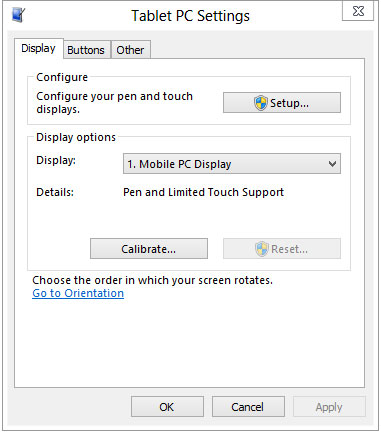 Tablet PC Settings
Display Buttons Other
Configure
Configure your pen and touch
displays.
Setup...
Display options
Display: 1. Mobile PC Display
Details: Pen and Limited Touch Support
Calibrate... Reset...
Choose the order in which your screen rotates.
Go to Orientation
OK Cancel Apply